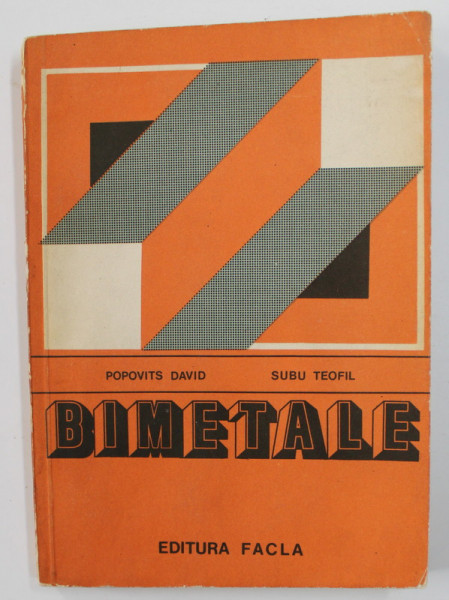 POPOVITS DAVID SUBU TEOFIL
BIMETALE
EDITURA FACLA